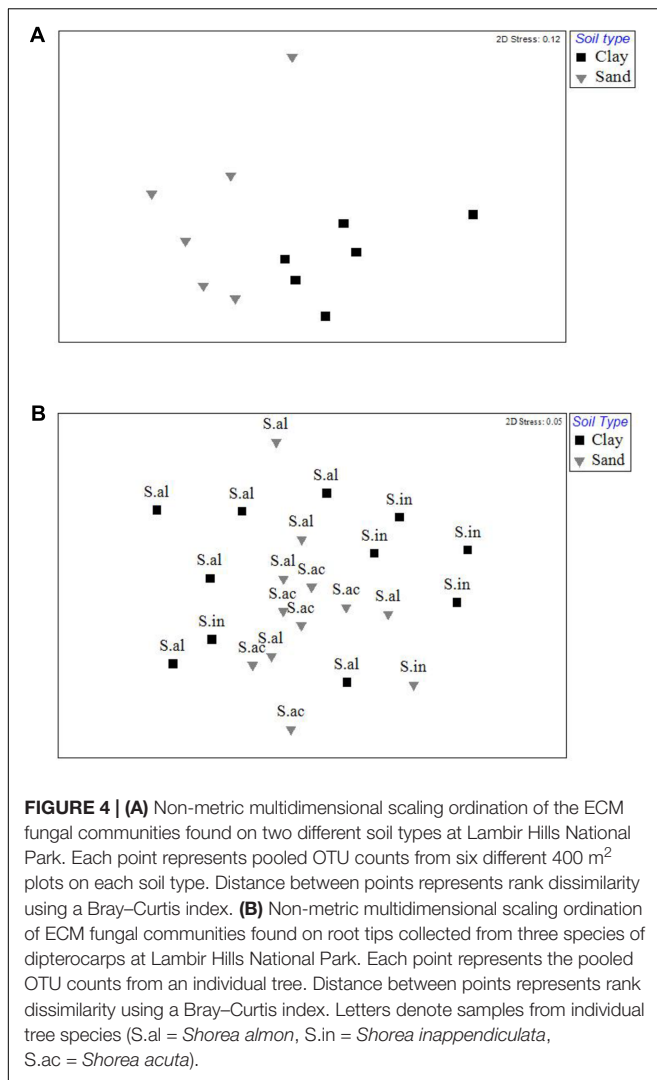 A
2D Stress: 0.12
Soil type
Clay
Sand
B
2D Stress: 0.05
Soil Type
Clay
Sand
S.al
S.al
S.al S.al
S.in
S.al
S.in
S.in
S.al
S.al
S.ac
S.in
S.ac
S.ac
S.al
S.ac
S.in
S.al
S.ac
S.al
S.al
S.in
S.ac
FIGURE 4 | (A) Non-metric multidimensional scaling ordination of the ECM
fungal communities found on two different soil types at Lambir Hills National
Park. Each point represents pooled OTU counts from six different 400 m2
plots on each soil type. Distance between points represents rank dissimilarity
using a Bray–Curtis index. (B) Non-metric multidimensional scaling ordination
of ECM fungal communities found on root tips collected from three species of
dipterocarps at Lambir Hills National Park. Each point represents the pooled
OTU counts from an individual tree. Distance between points represents rank
dissimilarity using a Bray–Curtis index. Letters denote samples from individual
tree species (S.al = Shorea almon, S.in = Shorea inappendiculata,
S.ac = Shorea acuta).